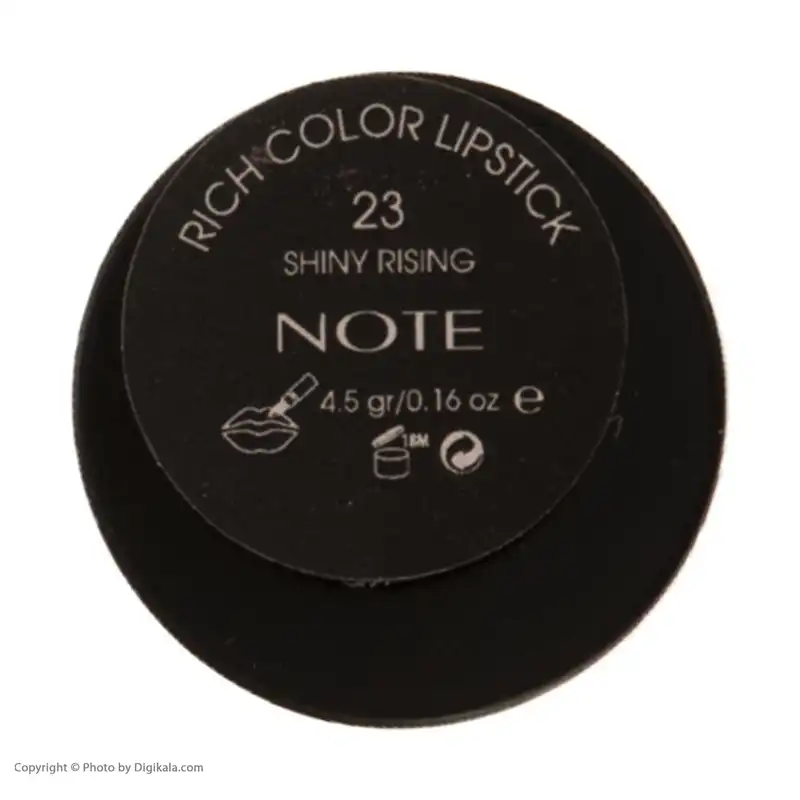 RICH COLOR LIPSTICK
23
SHINY RISING
NOTE
4.5 gr/0.16 oz e
18M
Copyright © Photo by Digikala.com